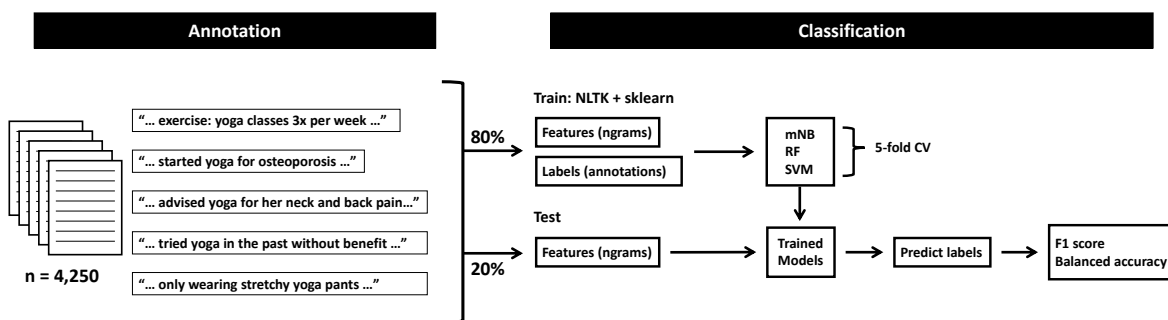 Annotation
Classification
n = 4,250
“... exercise: yoga classes 3x per week ...”
“... started yoga for osteoporosis ...”
“... advised yoga for her neck and back pain...”
“... tried yoga in the past without benefit ...”
“... only wearing stretchy yoga pants ...”
80%
20%
Train: NLTK + sklearn
Features (ngrams)
Labels (annotations)
mNB
RF
SVM
5-fold CV
Test
Features (ngrams)
Trained
Models
Predict labels
F1 score
Balanced accuracy